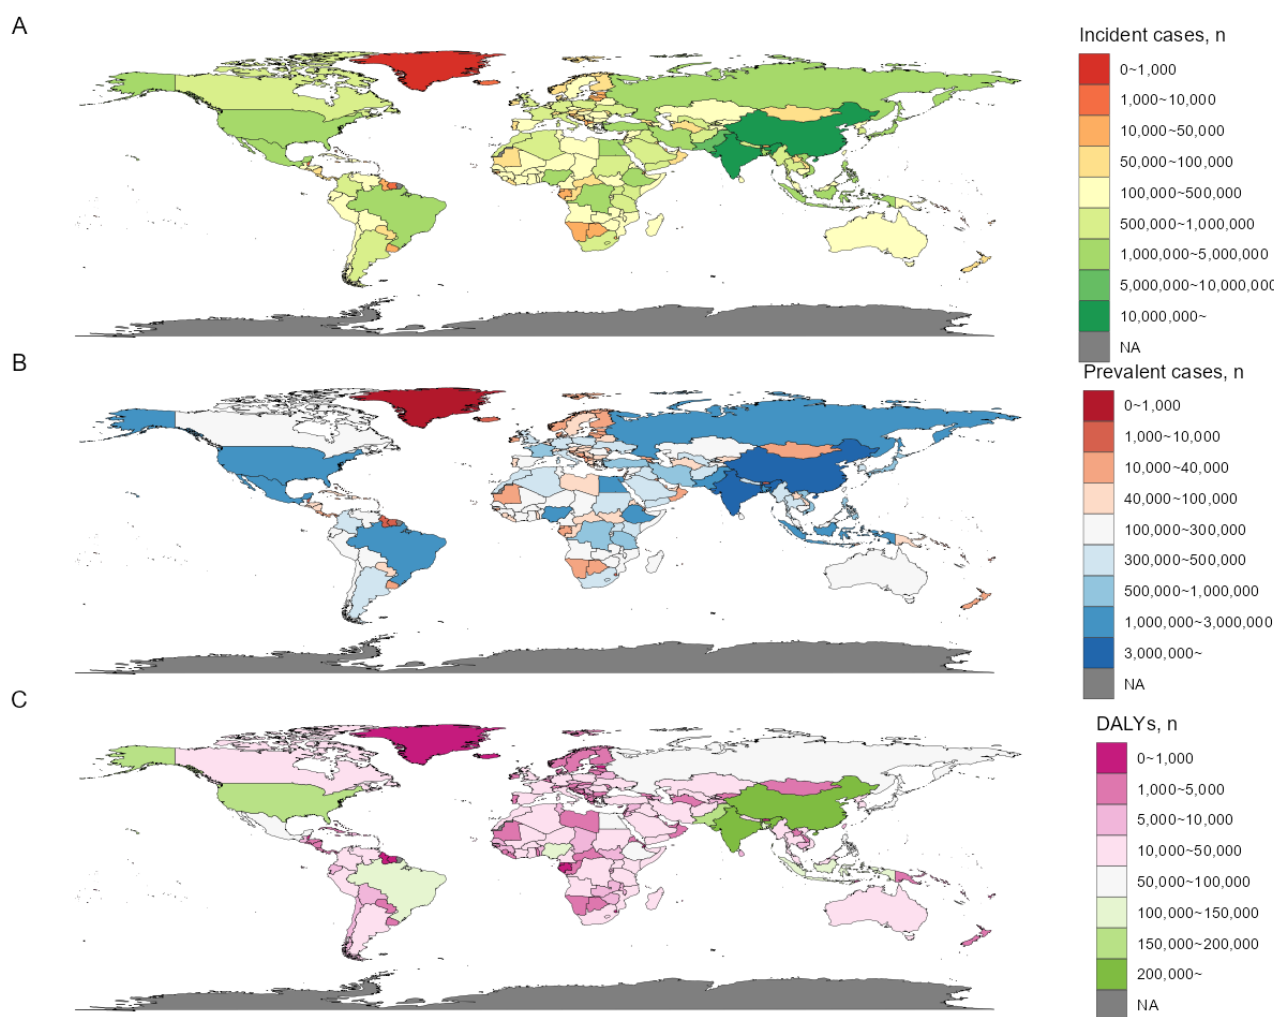 A
Incident cases, n
0~1,000
1,000~10,000
10,000~50,000
50,000~100,000
100,000~500,000
500,000~1,000,000
1,000,000~5,000,000
5,000,000~10,000,000
10,000,000~
NA
B
Prevalent cases, n
0~1,000
1,000~10,000
10,000~40,000
40,000~100,000
100,000~300,000
300,000~500,000
500,000~1,000,000
1,000,000~3,000,000
3,000,000~
NA
C
DALYs, n
0~1,000
1,000~5,000
5,000~10,000
10,000~50,000
50,000~100,000
100,000~150,000
150,000~200,000
200,000~
NA